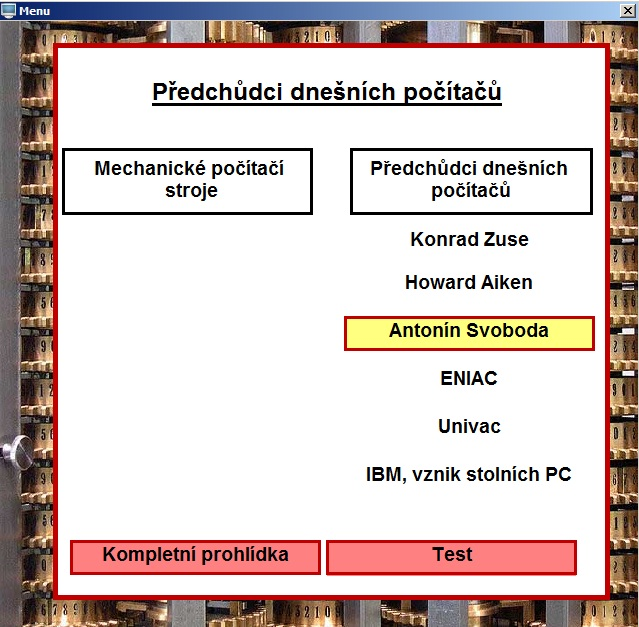 Menu
Předchůdci dnešních počítačů
Mechanické počítačí
stroje
Předchůdci dnešních
počítačů
Konrad Zuse
Howard Aiken
Antonín Svoboda
ENIAC
Univac
IBM, vznik stolních PC
Kompletní prohlídka
Test